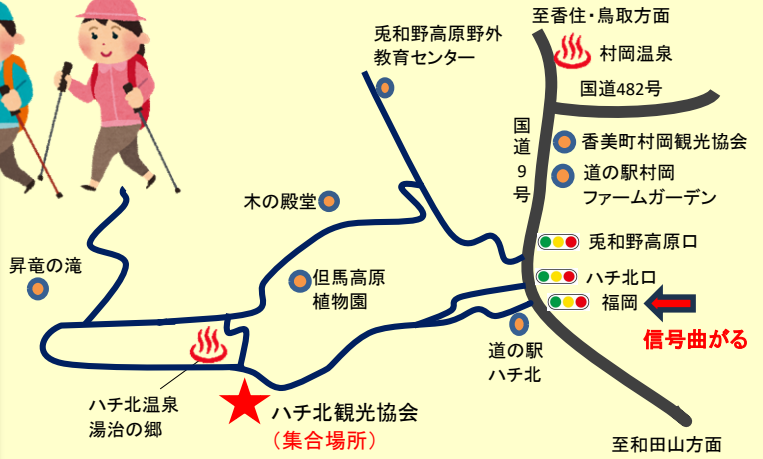 至香住・鳥取方面
兎和野高原野外
教育センター
村岡温泉
国道482号
国道9号
香美町村岡観光協会
道の駅村岡
ファームガーデン
木の殿堂
兎和野高原口
昇竜の滝
但馬高原
植物園
ハチ北口
福岡
信号曲がる
道の駅
ハチ北
ハチ北温泉
湯治の郷
ハチ北観光協会
（集合場所）
至和田山方面